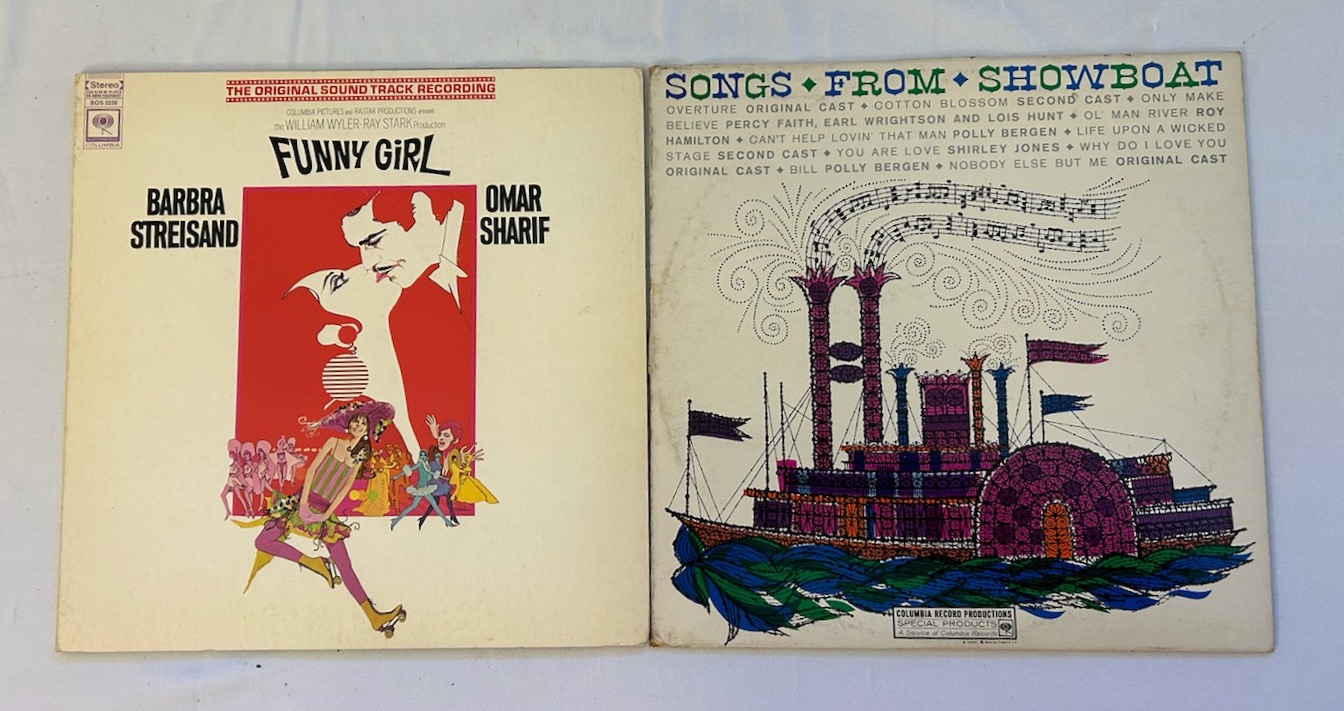 Stereo
BOS 3220
COLUMBIA
THE ORIGINAL SOUND TRACK RECORDING
COLUMBIA PICTURES and RASTAR PRODUCTIONS present
the WILLIAM WYLER-RAY STARK Production
FUNNY GIRL
BARBRA
STREISAND
OMAR
SHARIF
SONGS ♦ FROM ♦ SHOWBOAT
OVERTURE ORIGINAL CAST ♦ COTTON BLOSSOM SECOND CAST ♦ ONLY MAKE
BELIEVE PERCY FAITH, EARL WRIGHTSON AND LOIS HUNT ♦ OL' MAN RIVER ROY
HAMILTON ♦ CAN'T HELP LOVIN' THAT MAN POLLY BERGEN ♦ LIFE UPON A WICKED
STAGE SECOND CAST ♦ YOU ARE LOVE SHIRLEY JONES ♦ WHY DO I LOVE YOU
ORIGINAL CAST ♦ BILL POLLY BERGEN ♦ NOBODY ELSE BUT ME ORIGINAL CAST
COLUMBIA RECORD PRODUCTIONS
SPECIAL PRODUCTS
A Service of Columbia Records